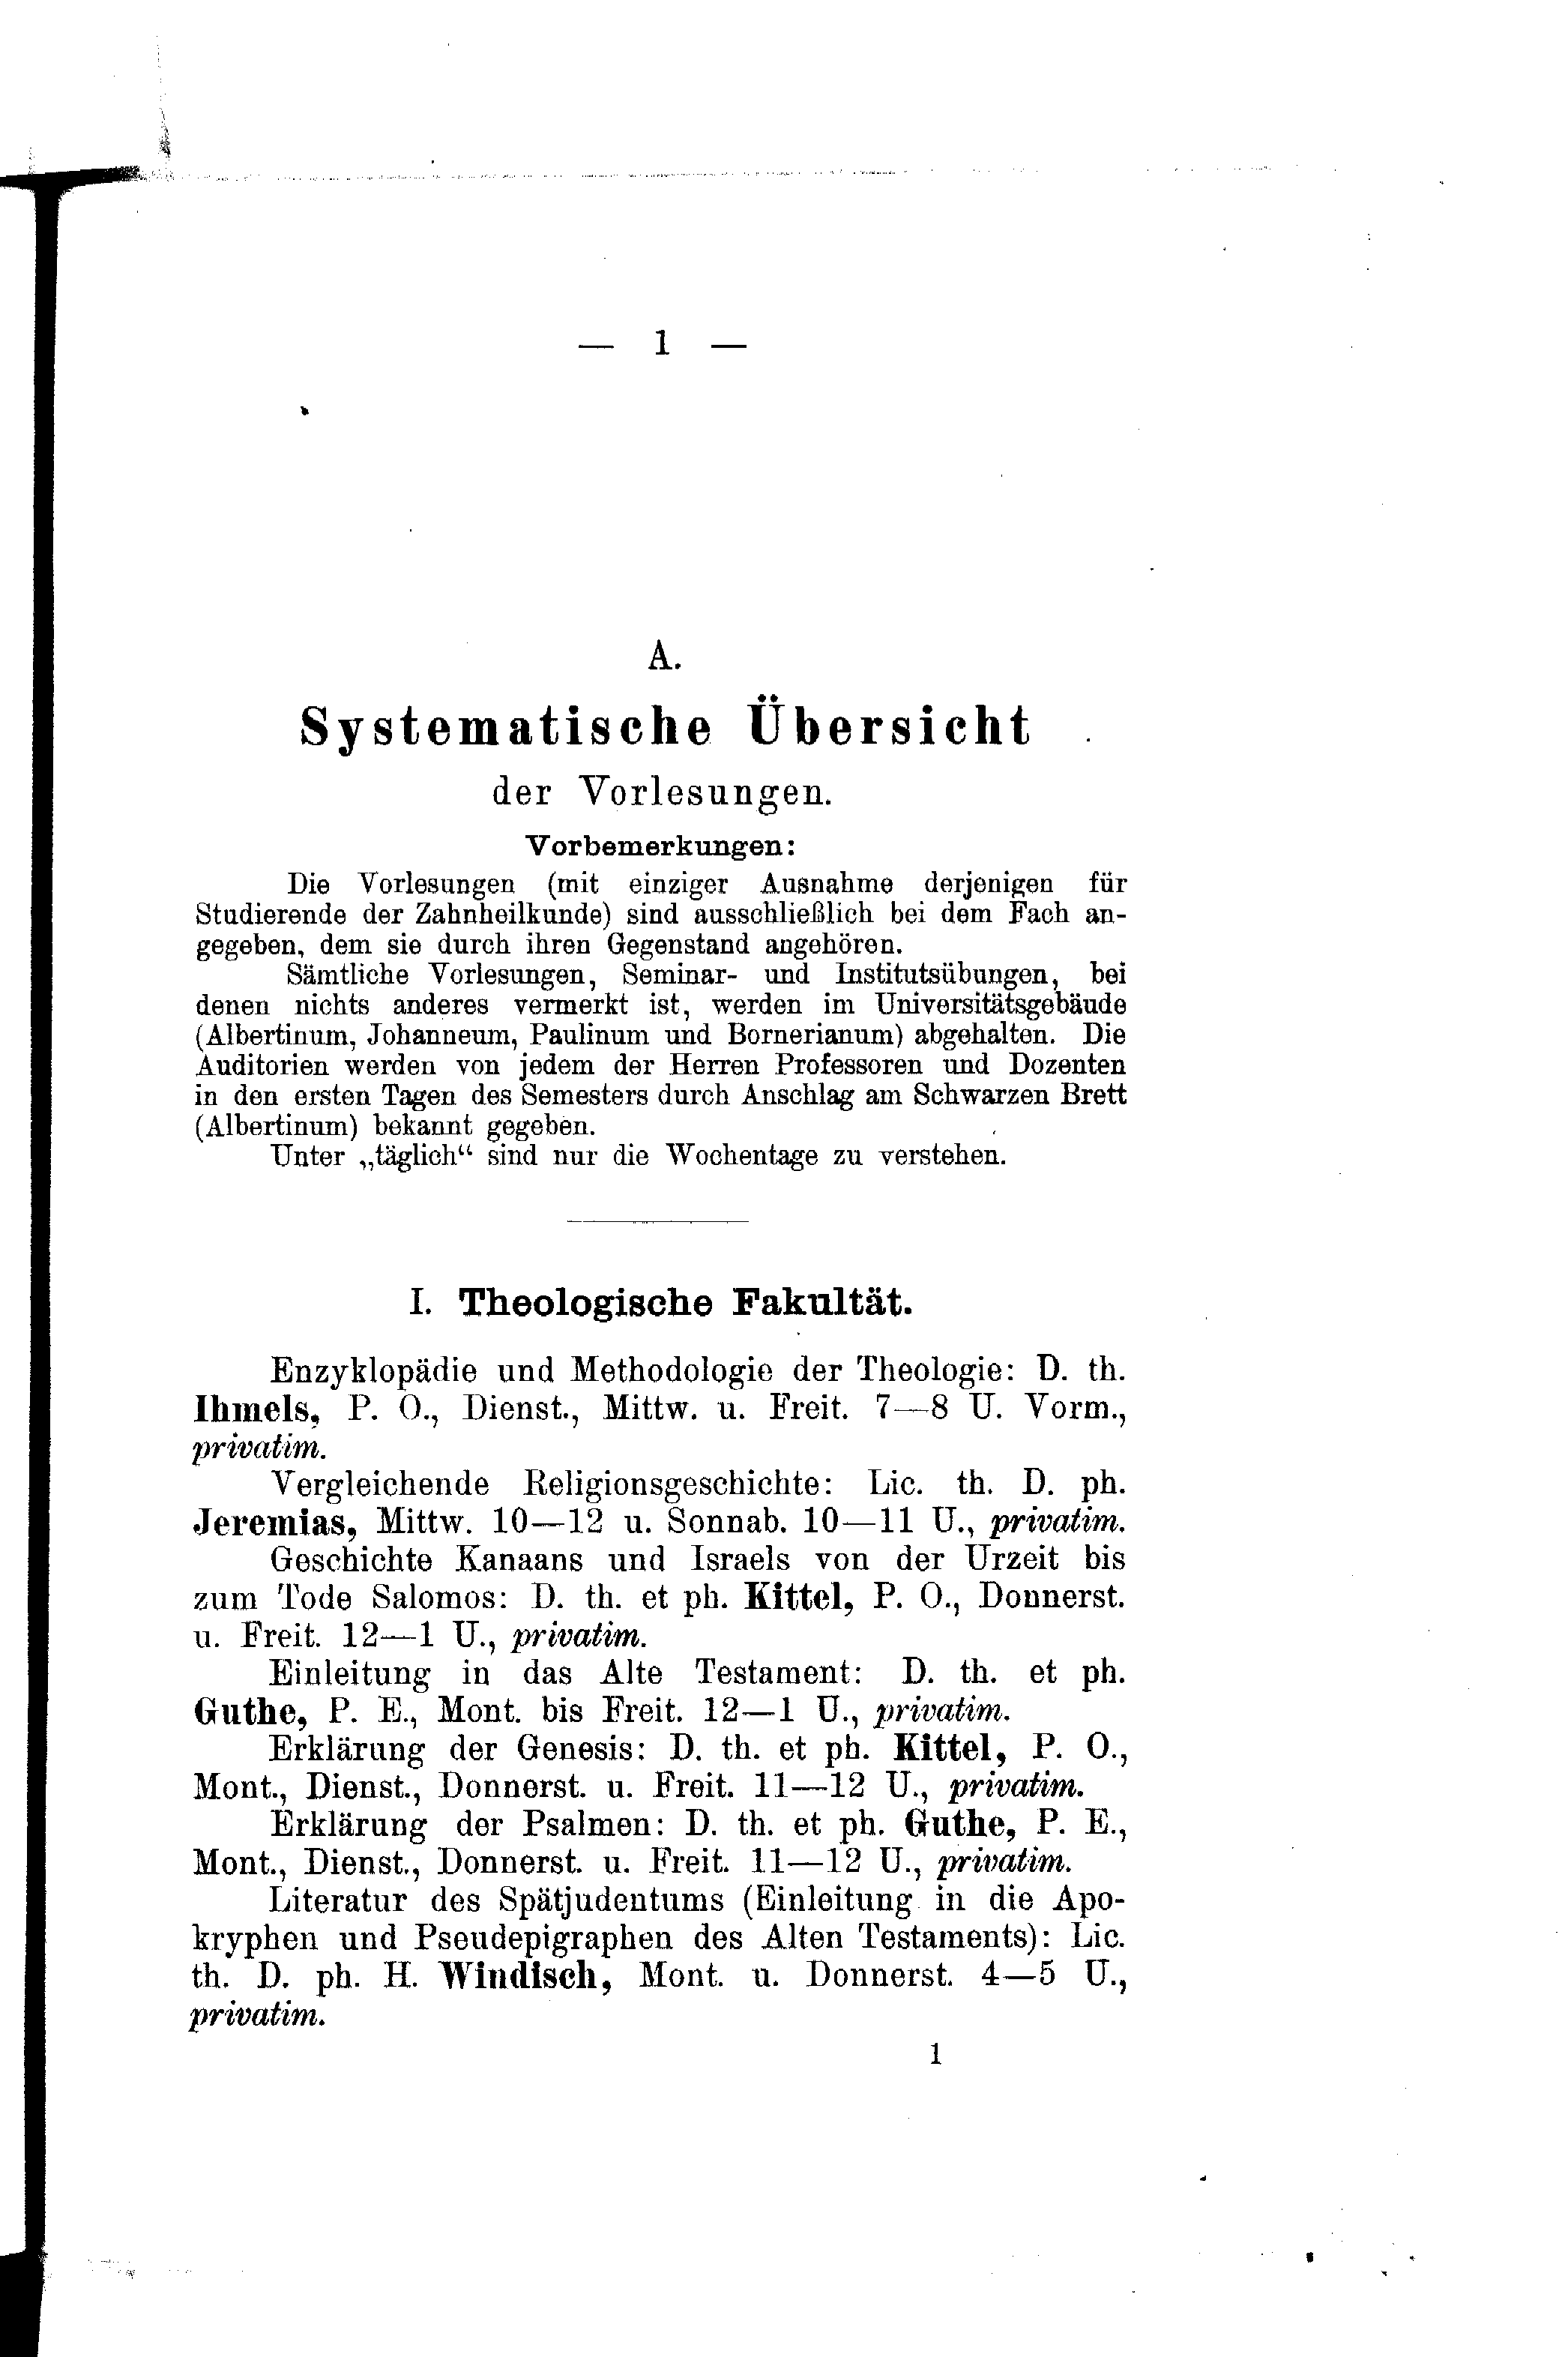 — 1 —
A.
Systematische Übersicht
der Vorlesungen.
Vorbemerkungen:
Die Vorlesungen (mit einziger Ausnahme derjenigen für
Studierende der Zahnheilkunde) sind ausschließlich bei dem Fach an-
gegeben, dem sie durch ihren Gegenstand angehören.
Sämtliche Vorlesungen, Seminar- und Institutsübungen, bei
denen nichts anderes vermerkt ist, werden im Universitätsgebäude
(Albertinum, Johanneum, Paulinum und Bornerianum) abgehalten. Die
Auditorien werden von jedem der Herren Professoren und Dozenten
in den ersten Tagen des Semesters durch Anschlag am Schwarzen Brett
(Albertinum) bekannt gegeben.
Unter „täglich“ sind nur die Wochentage zu verstehen.
I. Theologische Fakultät.
Enzyklopädie und Methodologie der Theologie: D. th.
Ihmels, P. O., Dienst., Mittw. u. Freit. 7—8 U. Vorm.,
privatim.
Vergleichende Religionsgeschichte: Lic. th. D. ph.
Jeremias, Mittw. 10—12 u. Sonnab. 10—11 U., privatim.
Geschichte Kanaans und Israels von der Urzeit bis
zum Tode Salomos: D. th. et ph. Kittel, P. O., Donnerst.
u. Freit. 12—1 U., privatim.
Einleitung in das Alte Testament: D. th. et ph.
Guthe, P. E., Mont. bis Freit. 12—1 U., privatim.
Erklärung der Genesis: D. th. et ph. Kittel, P. O.,
Mont., Dienst., Donnerst. u. Freit. 11—12 U., privatim.
Erklärung der Psalmen: D. th. et ph. Guthe, P. E.,
Mont., Dienst., Donnerst. u. Freit. 11—12 U., privatim.
Literatur des Spätjudentums (Einleitung in die Apo-
kryphen und Pseudepigraphen des Alten Testaments): Lic.
th. D. ph. H. Windisch, Mont. u. Donnerst. 4—5 U.,
privatim.
1